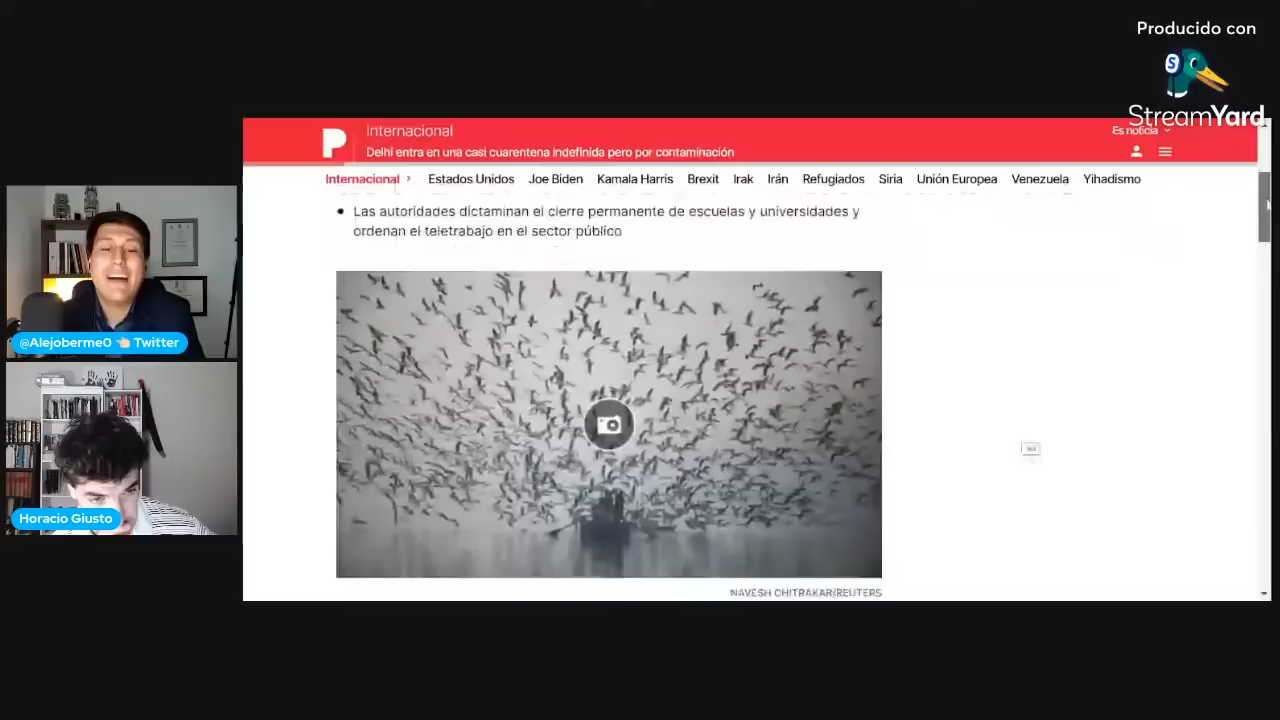 Producido con
StreamYard
Internacional
Es noticia
Delhi entra en una casi cuarentena indefinida pero por contaminación
Internacional
Estados Unidos Joe Biden Kamala Harris Brexit Irak Irán Refugiados Siria Unión Europea Venezuela Yihadismo
Las autoridades dictaminan el cierre permanente de escuelas y universidades y
ordenan el teletrabajo en el sector público
@Alejoberme0 👈🏻 Twitter
Horacio Giusto
NAVESH CHITRAKAR/REUTERS